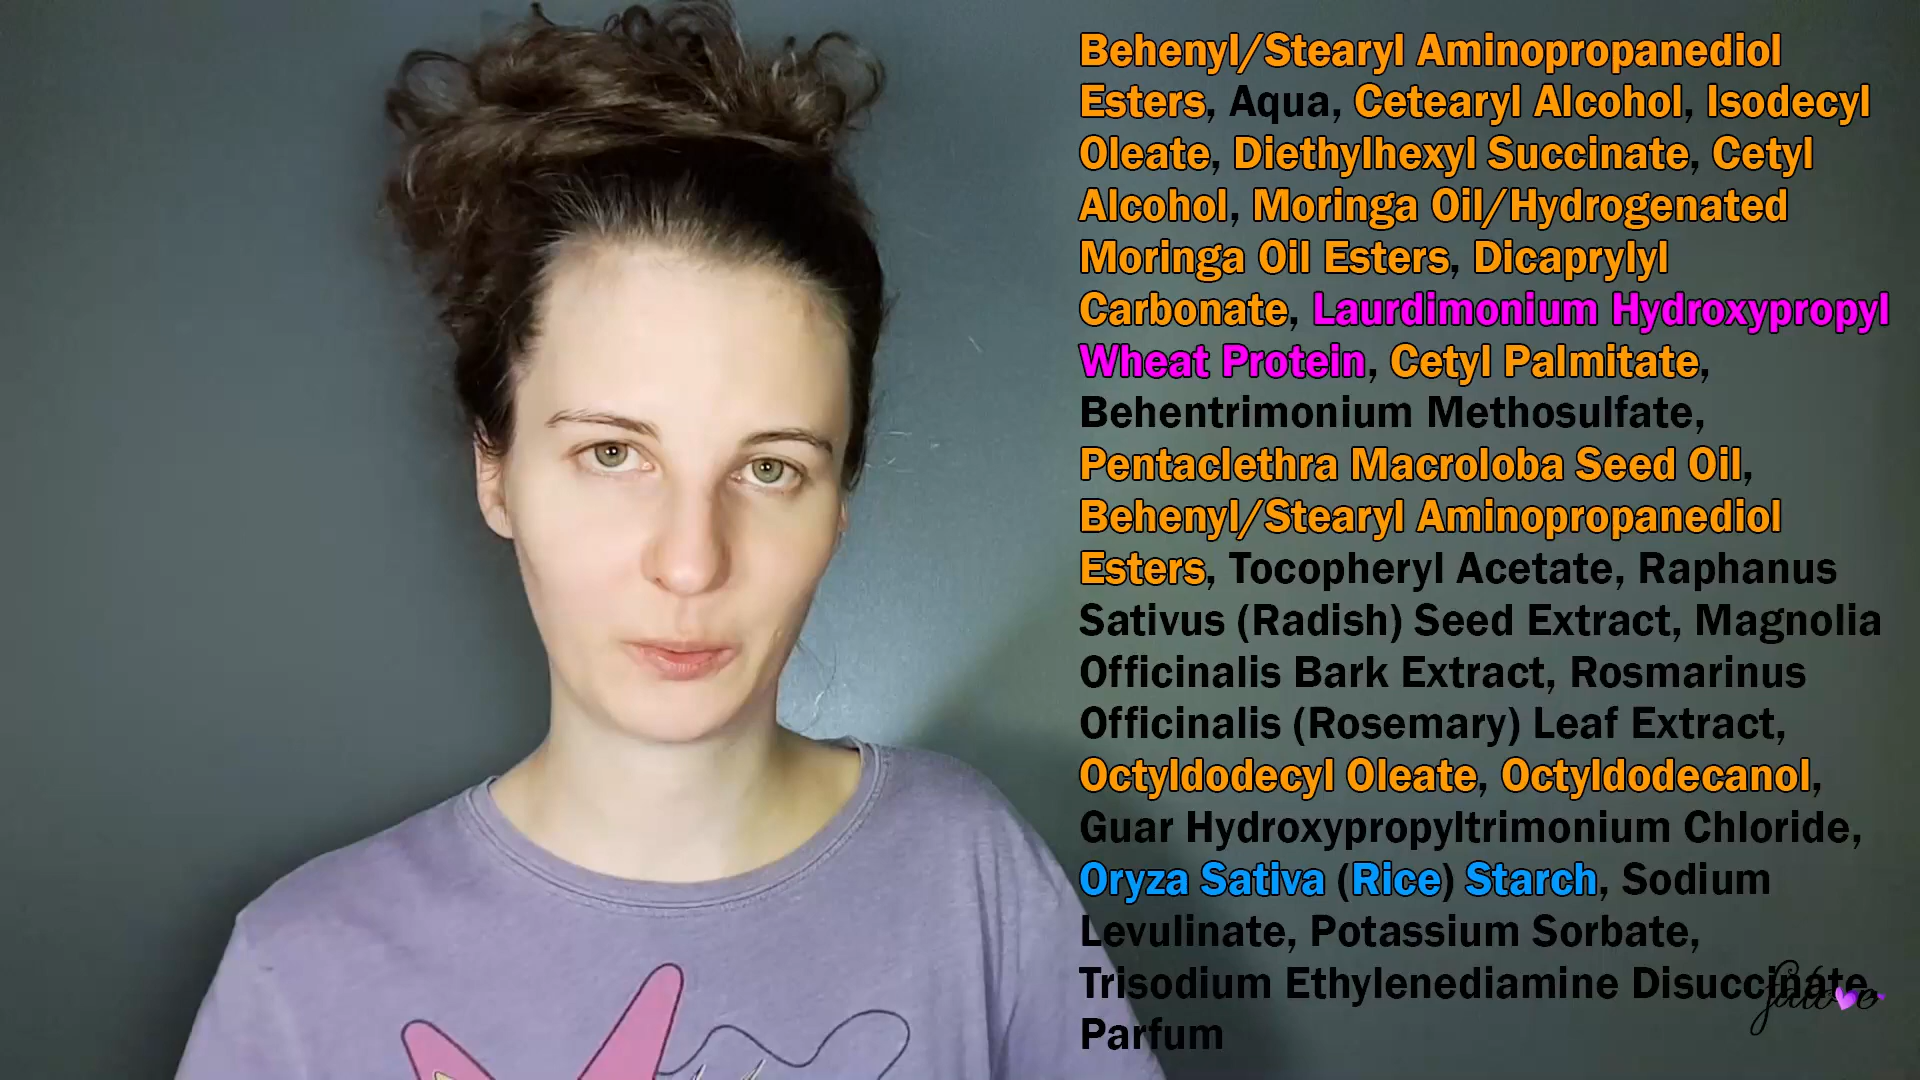 Behenyl/Stearyl Aminopropanediol
Esters, Aqua, Cetearyl Alcohol, Isodecyl
Oleate, Diethylhexyl Succinate, Cetyl
Alcohol, Moringa Oil/Hydrogenated
Moringa Oil Esters, Dicaprylyl
Carbonate, Laurdimonium Hydroxypropyl
Wheat Protein, Cetyl Palmitate,
Behentrimonium Methosulfate,
Pentaclethra Macroloba Seed Oil,
Behenyl/Stearyl Aminopropanediol
Esters, Tocopheryl Acetate, Raphanus
Sativus (Radish) Seed Extract, Magnolia
Officinalis Bark Extract, Rosmarinus
Officinalis (Rosemary) Leaf Extract,
Octyldodecyl Oleate, Octyldodecanol,
Guar Hydroxypropyltrimonium Chloride,
Oryza Sativa (Rice) Starch, Sodium
Levulinate, Potassium Sorbate,
Trisodium Ethylenediamine Disuccinate,
Parfum